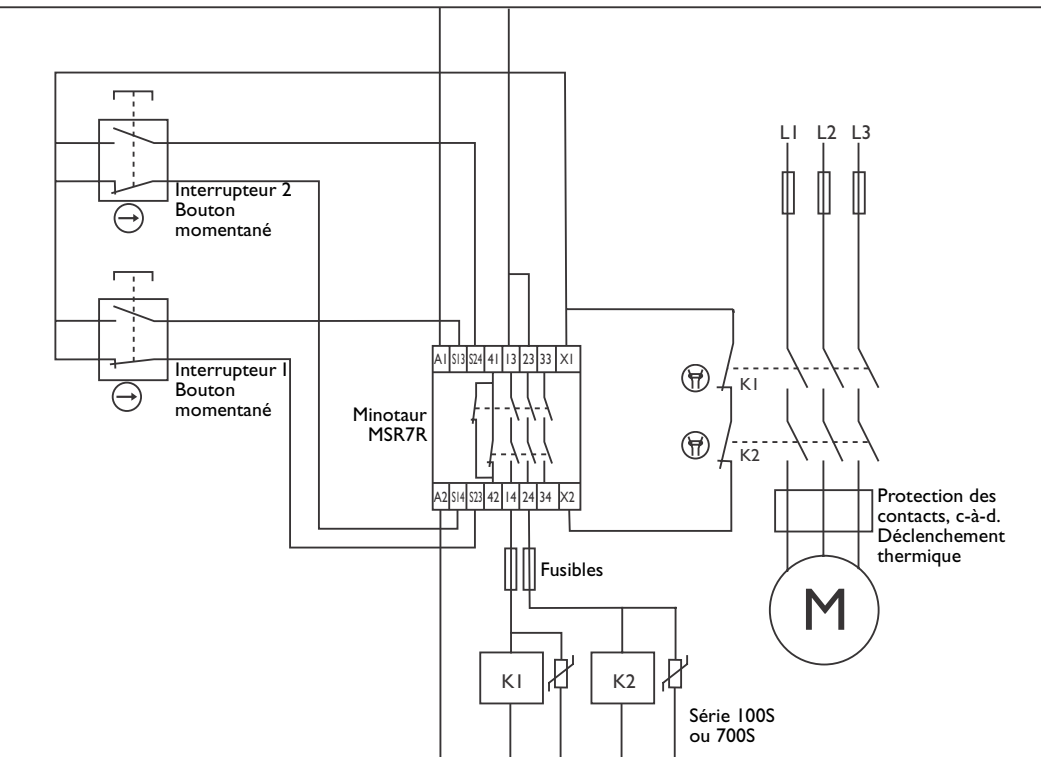 L1 L2 L3
Interrupteur 2
Bouton
momentané
A1 S13 S24 41 13 23 33 X1
Interrupteur 1
Bouton
momentané
K1
Minotaur
MSR7R
K2
A2 S14 S23 42 14 24 34 X2
Protection des
contacts, c-à-d.
Déclenchement
thermique
Fusibles
M
K1
K2
Série 100S
ou 700S